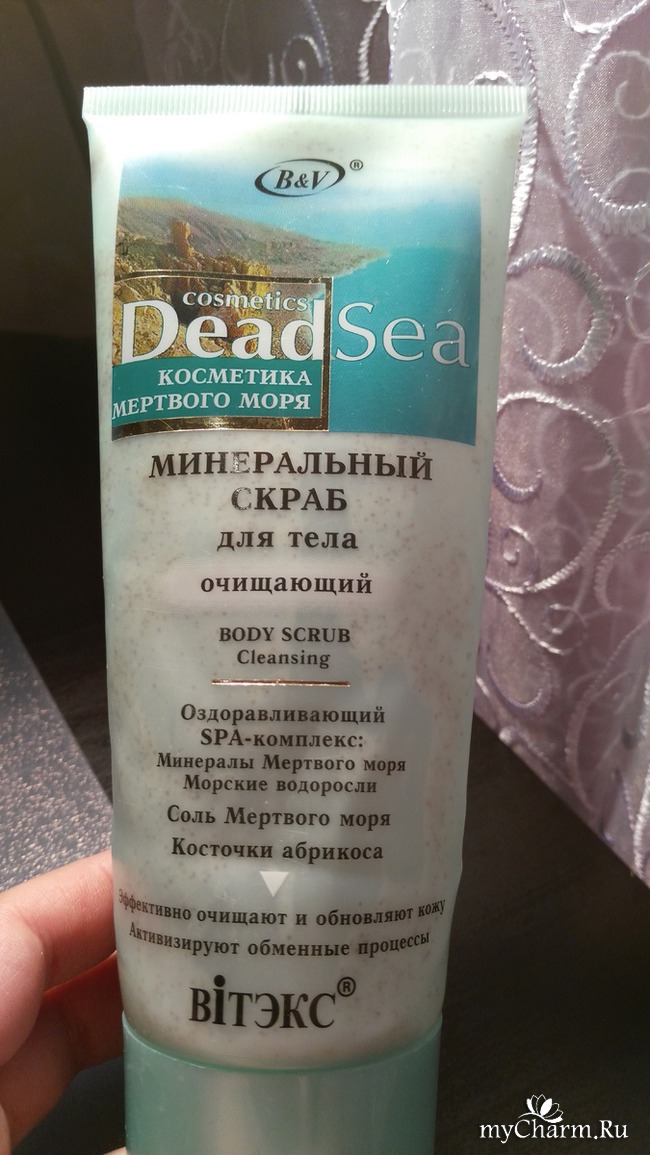 B&V®
cosmetics
Dead Sea
КОСМЕТИКА
МЕРТВОГО МОРЯ
МИНЕРАЛЬНЫЙ
СКРАБ
для тела
очищающий
BODY SCRUB
Cleansing
Оздоравливающий
SPA-комплекс:
Минералы Мертвого моря
Морские водоросли
Соль Мертвого моря
Косточки абрикоса
Эффективно очищают и обновляют кожу
Активизируют обменные процессы
ВіТЭКС®
myCharm.Ru